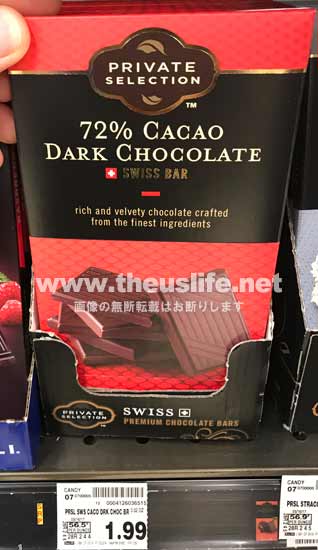 PRIVATE
SELECTION
™
72% CACAO
DARK CHOCOLATE
SWISS BAR
rich and velvety chocolate crafted
from the finest ingredients
www.theuslife.net
画像の無断転載はお断りします
PRIVATE
SELECTION
SWISS
PREMIUM CHOCOLATE BARS
CANDY
PRSL SWS CACO DRK CHOC BR
1.99
CANDY
PRSL STRAC